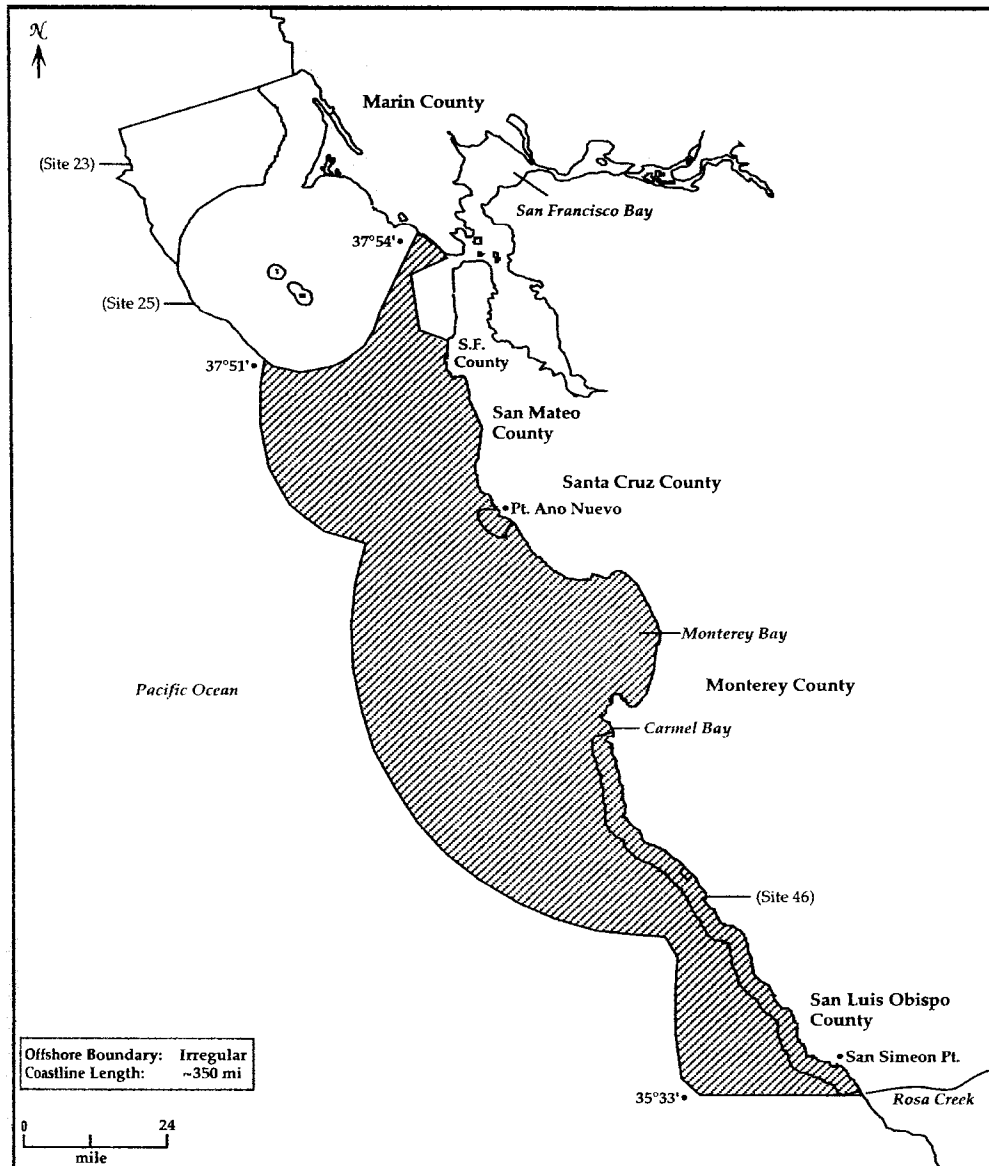 N
Marin County
(Site 23)
San Francisco Bay
37°54'
(Site 25)
S.F.
County
37°51'
San Mateo
County
Santa Cruz County
Pt. Ano Nuevo
Monterey Bay
Pacific Ocean
Monterey County
Carmel Bay
(Site 46)
San Luis Obispo
County
Offshore Boundary: Irregular
Coastline Length: ~350 mi
San Simeon Pt.
35°33'
Rosa Creek
0 24
mile